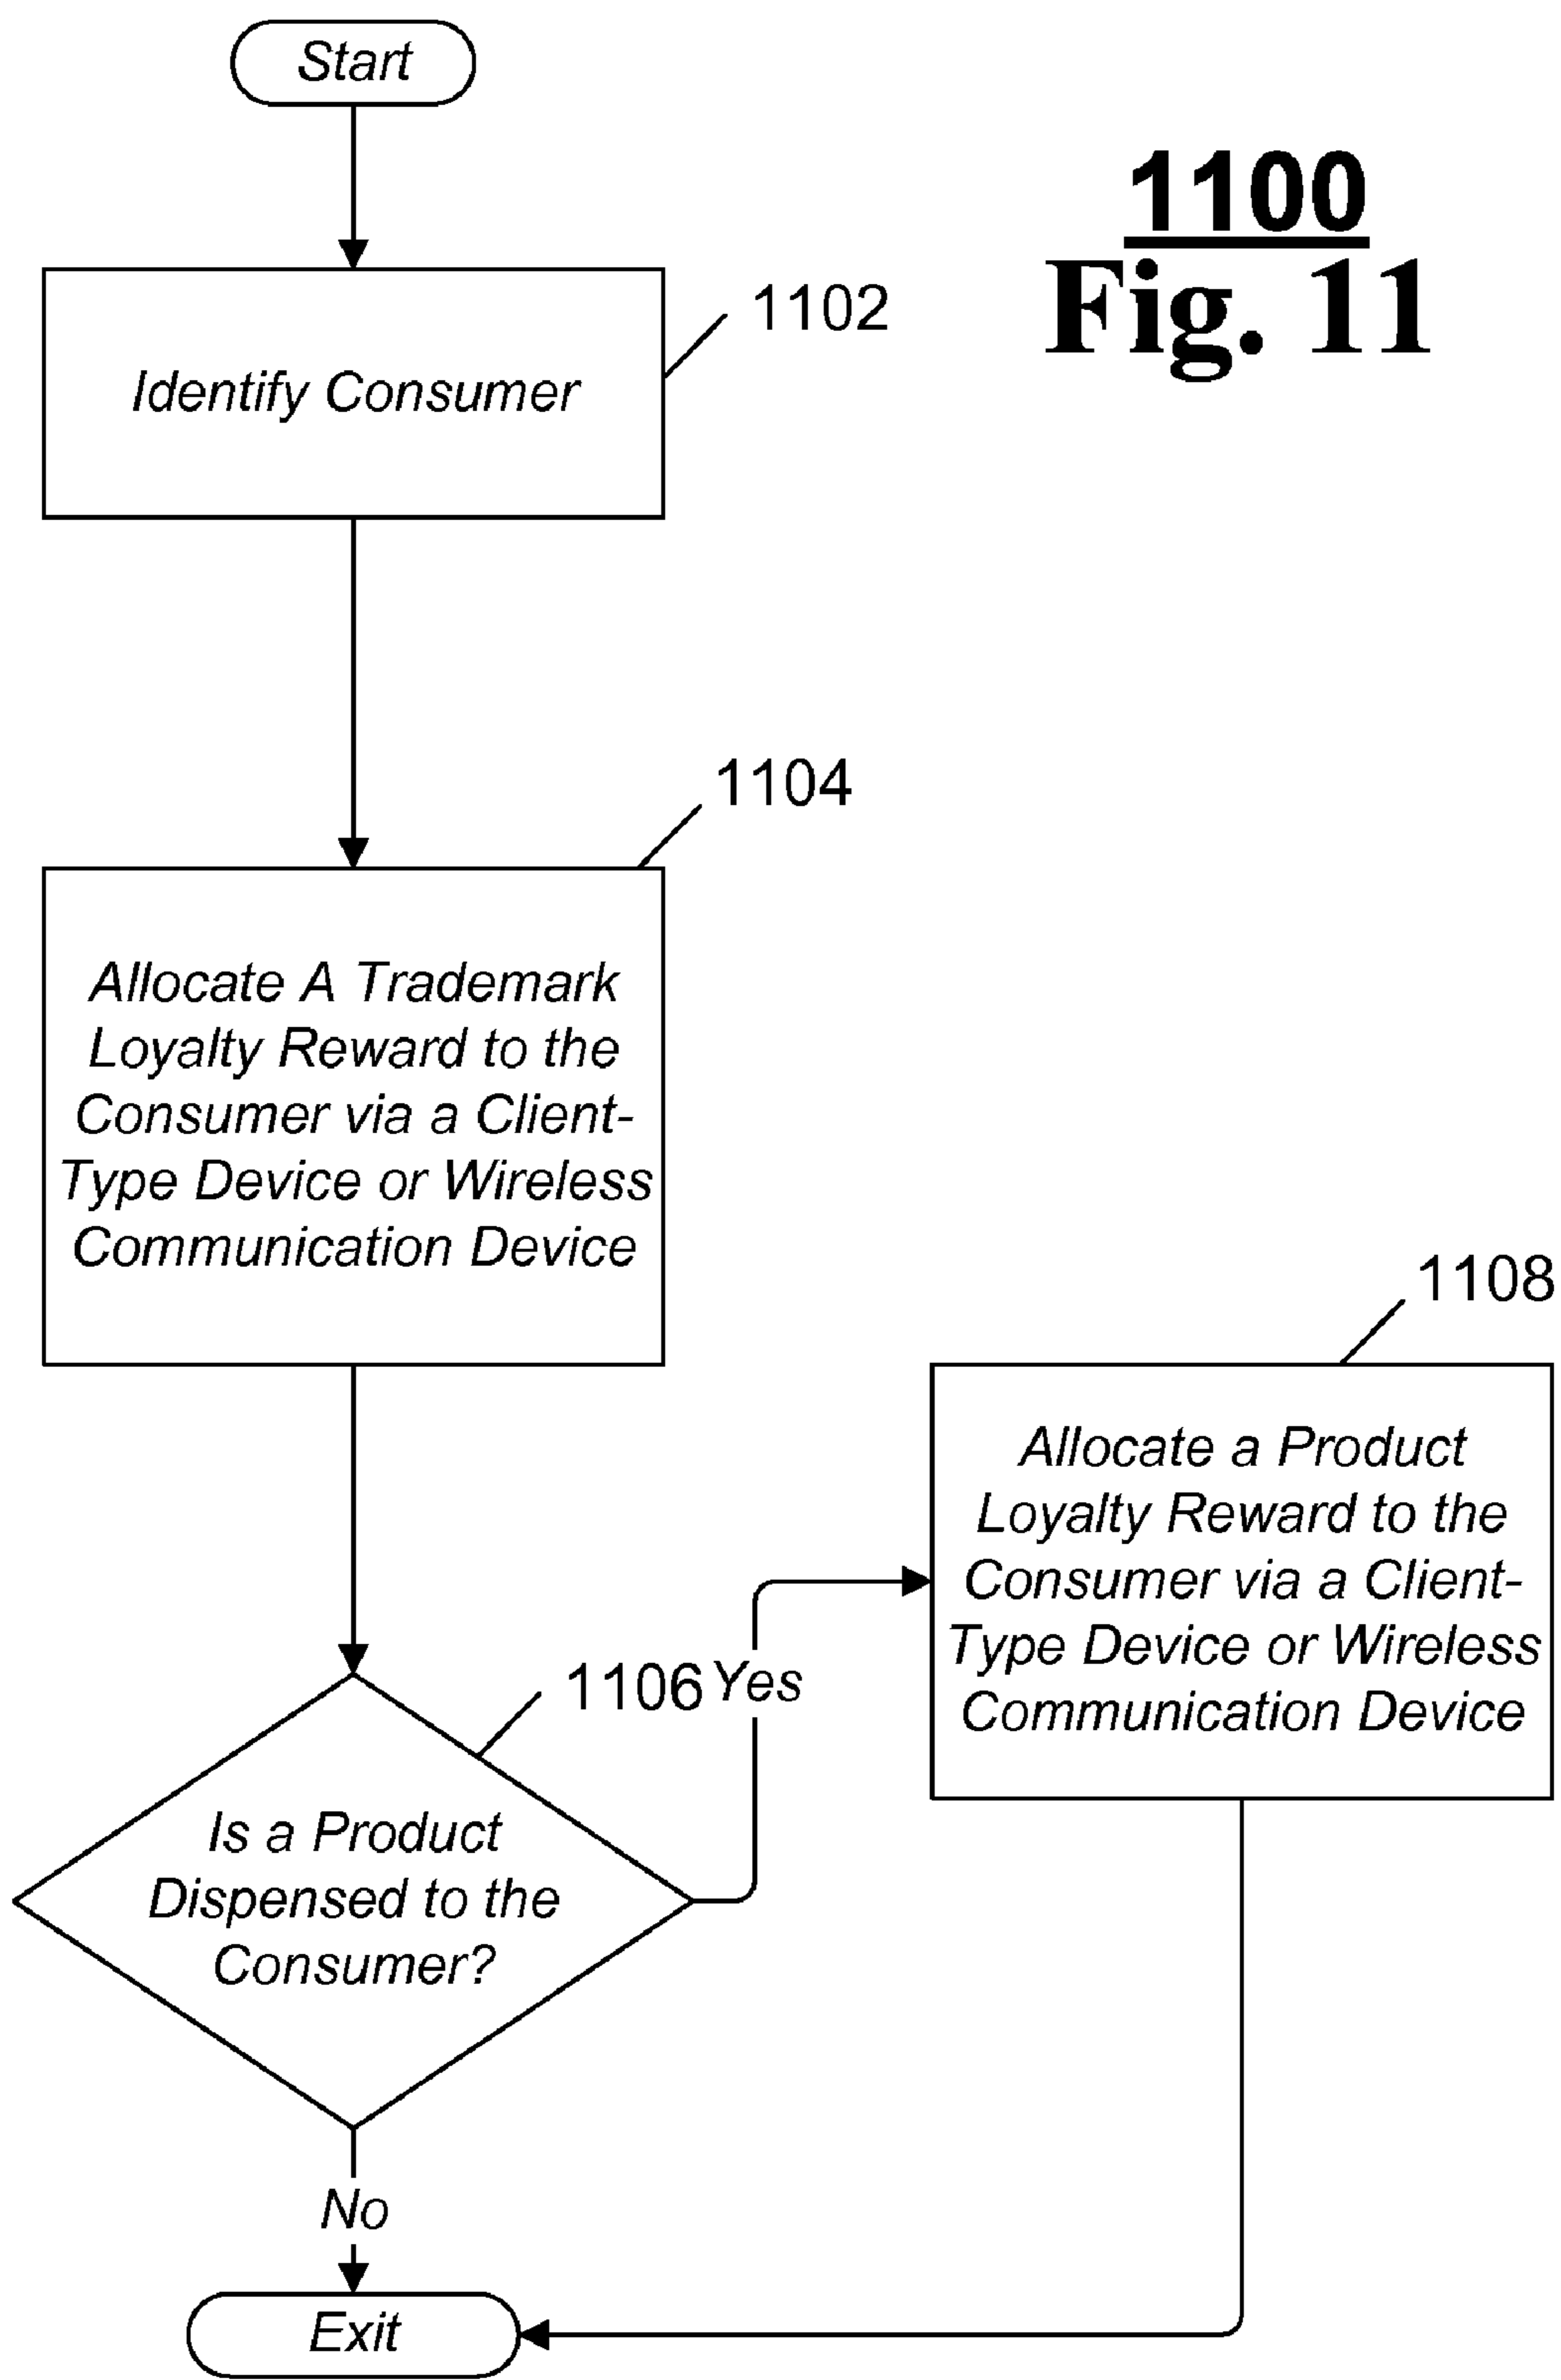 Start
1100
Fig. 11
1102
Identify Consumer
1104
Allocate A Trademark
Loyalty Reward to the
Consumer via a Client-
Type Device or Wireless
Communication Device
1108
Allocate a Product
Loyalty Reward to the
Consumer via a Client-
Type Device or Wireless
Communication Device
1106
Yes
Is a Product
Dispensed to the
Consumer?
No
Exit